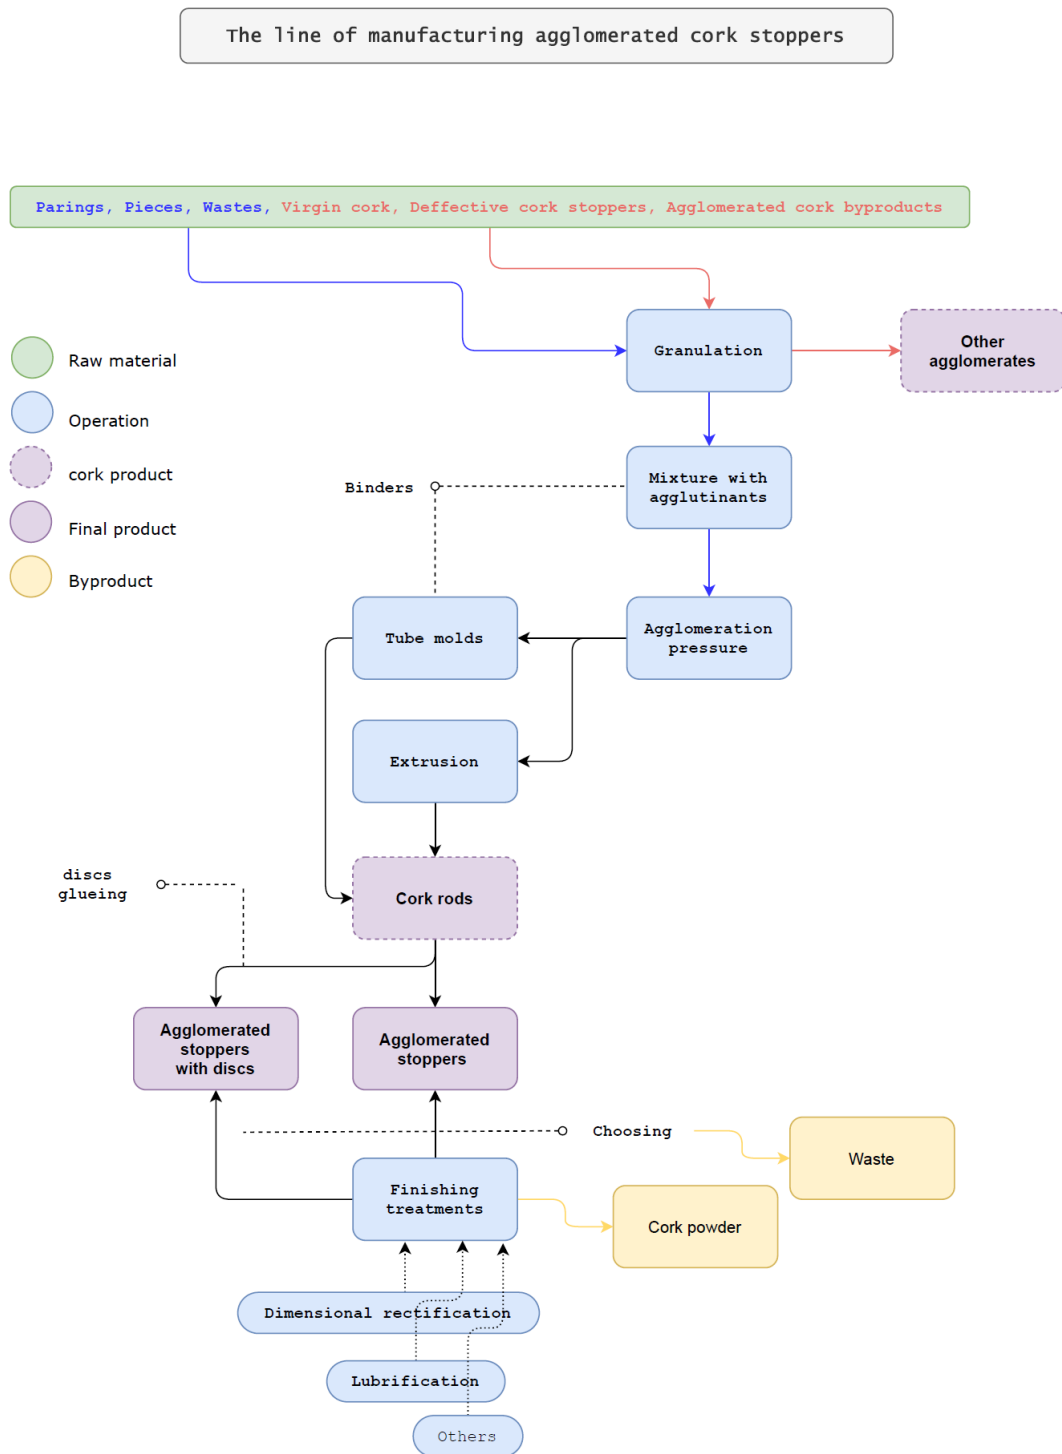 The line of manufacturing agglomerated cork stoppers
Parings, Pieces, Wastes, Virgin cork, Deffective cork stoppers, Agglomerated cork byproducts
Granulation
Other
agglomerates
Raw material
Operation
cork product
Final product
Byproduct
Mixture with
agglutinants
Binders
Tube molds
Agglomeration
pressure
Extrusion
discs
glueing
Cork rods
Agglomerated
stoppers
with discs
Agglomerated
stoppers
Choosing
Waste
Finishing
treatments
Cork powder
Dimensional rectification
Lubrification
Others